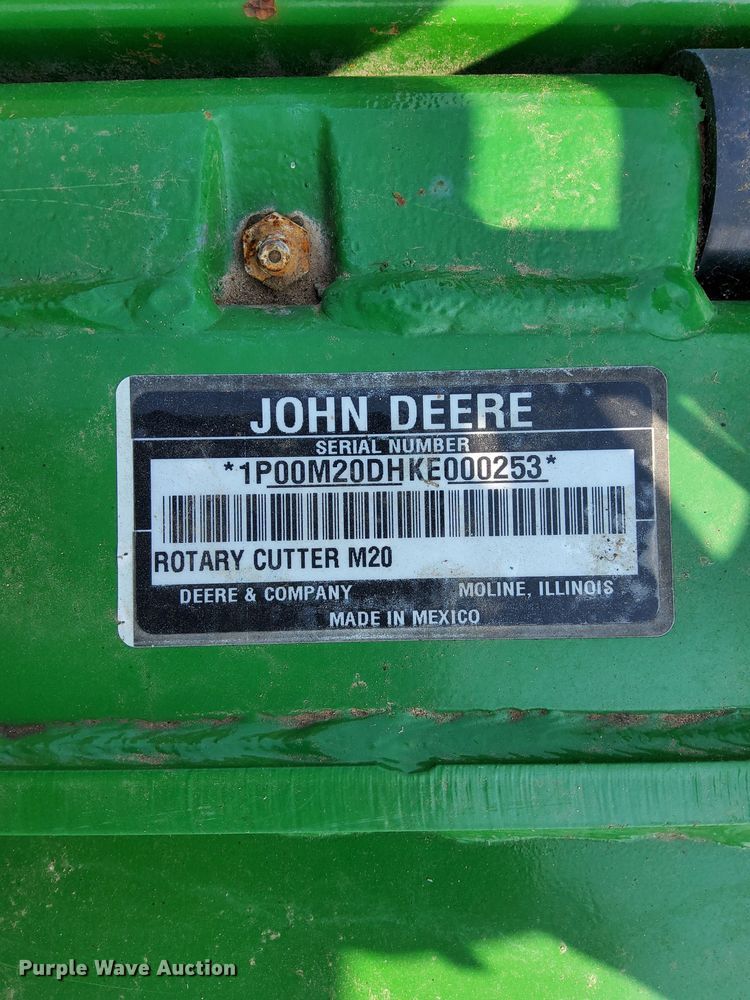 JOHN DEERE
SERIAL NUMBER
*1P00M20DHKE000253*
ROTARY CUTTER M20
DEERE & COMPANY MOLINE, ILLINOIS
MADE IN MEXICO
Purple Wave Auction